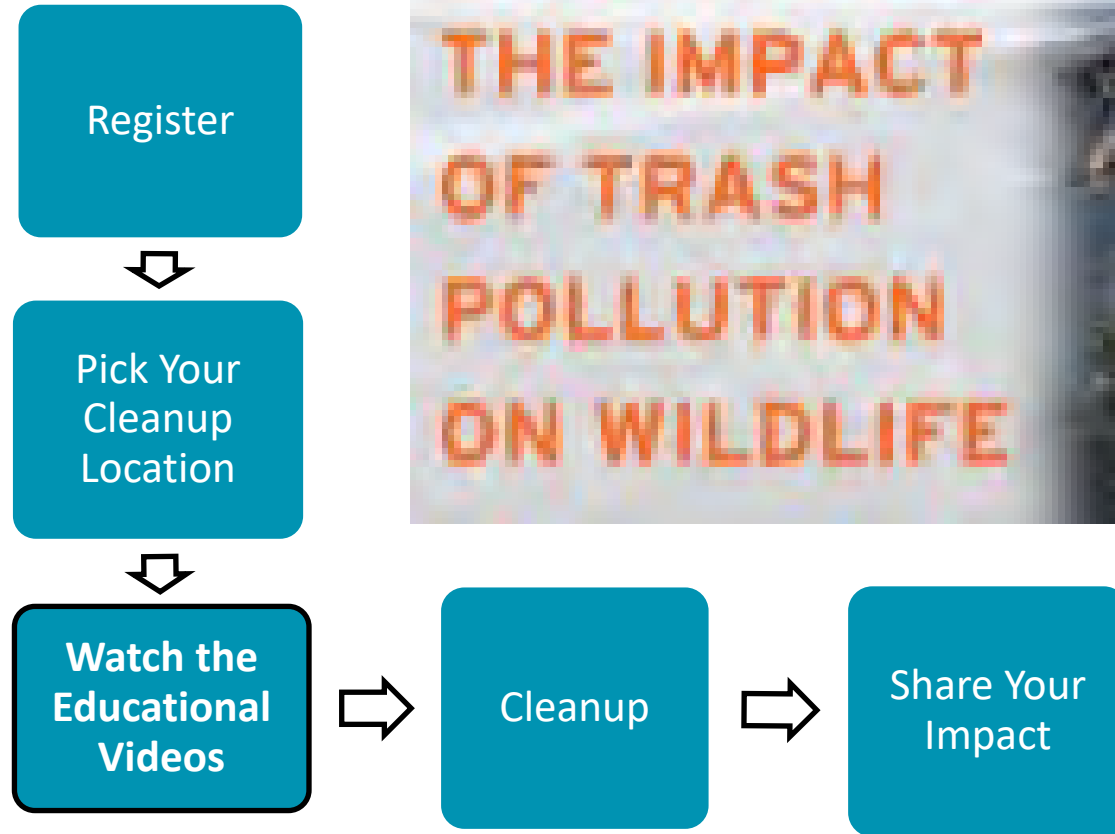 Register
THE IMPACT
OF TRASH
POLLUTION
ON WILDLIFE
Pick Your
Cleanup
Location
Watch the
Educational
Videos
Cleanup
Share Your
Impact